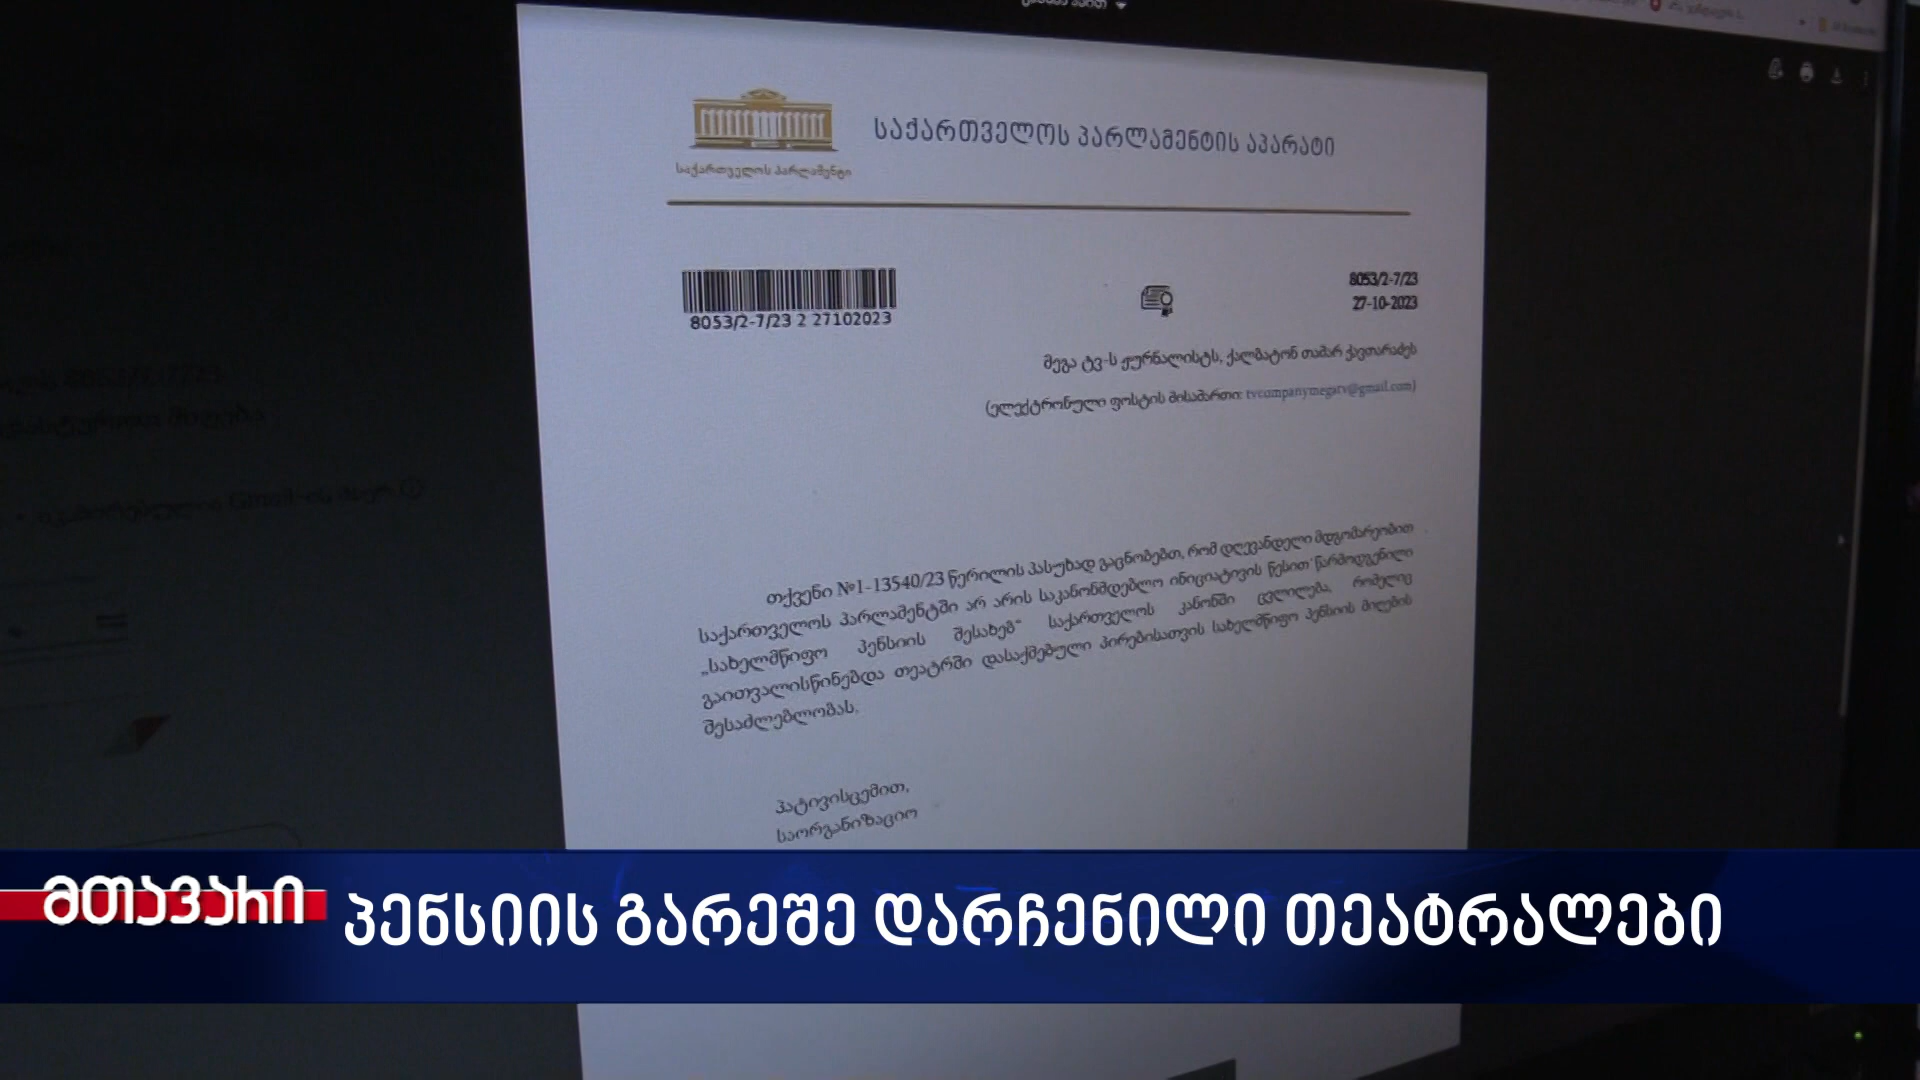 საქართველოს პარლამენტის აპარატი
საქართველოს პარლამენტი
8053/2-7/23 2 27102023
8053/2-7/23
27-10-2023
მეგა ტვ-ს ჟურნალისტს, ქალბატონ თამარ ქავთარაძეს
(ელექტრონული ფოსტის მისამართი: tvcompanymegatv@gmail.com)
თქვენი №1-13540/23 წერილის პასუხად გაცნობებთ, რომ დღევანდელი მდგომარეობით
საქართველოს პარლამენტში არ არის საკანონმდებლო ინიციატივის წესით წარმოდგენილი
„სახელმწიფო პენსიის შესახებ“ საქართველოს კანონში ცვლილება, რომელიც
გაითვალისწინებდა თეატრში დასაქმებული პირებისათვის სახელმწიფო პენსიის მიღების
შესაძლებლობას.
პატივისცემით,
საორგანიზაციო
მთავარი
პენსიის გარეშე დარჩენილი თეატრალები